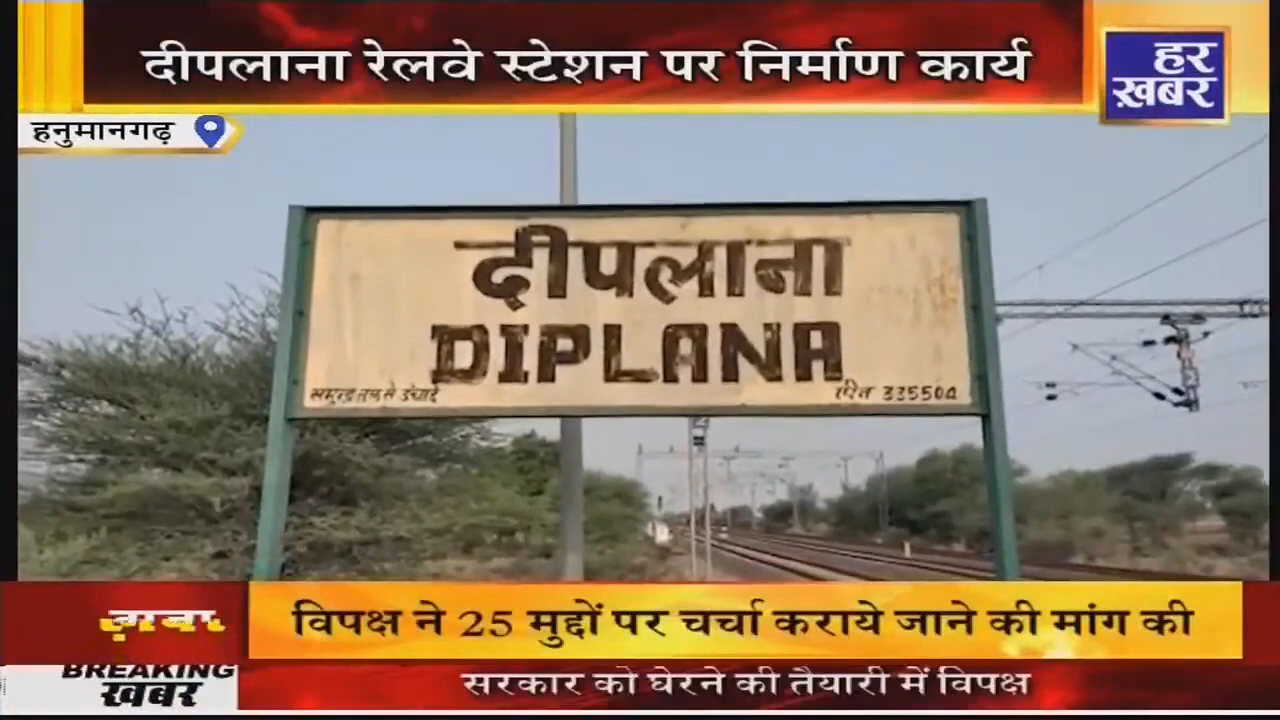 दीपलाना रेलवे स्टेशन पर निर्माण कार्य
हर
ख़बर
हनुमानगढ़
दीपलाना
DIPLANA
समुन्द्र तल से उंचाई
पिन 335504
विपक्ष ने 25 मुद्दों पर चर्चा कराये जाने की मांग की
BREAKING
खबर
सरकार को घेरने की तैयारी में विपक्ष